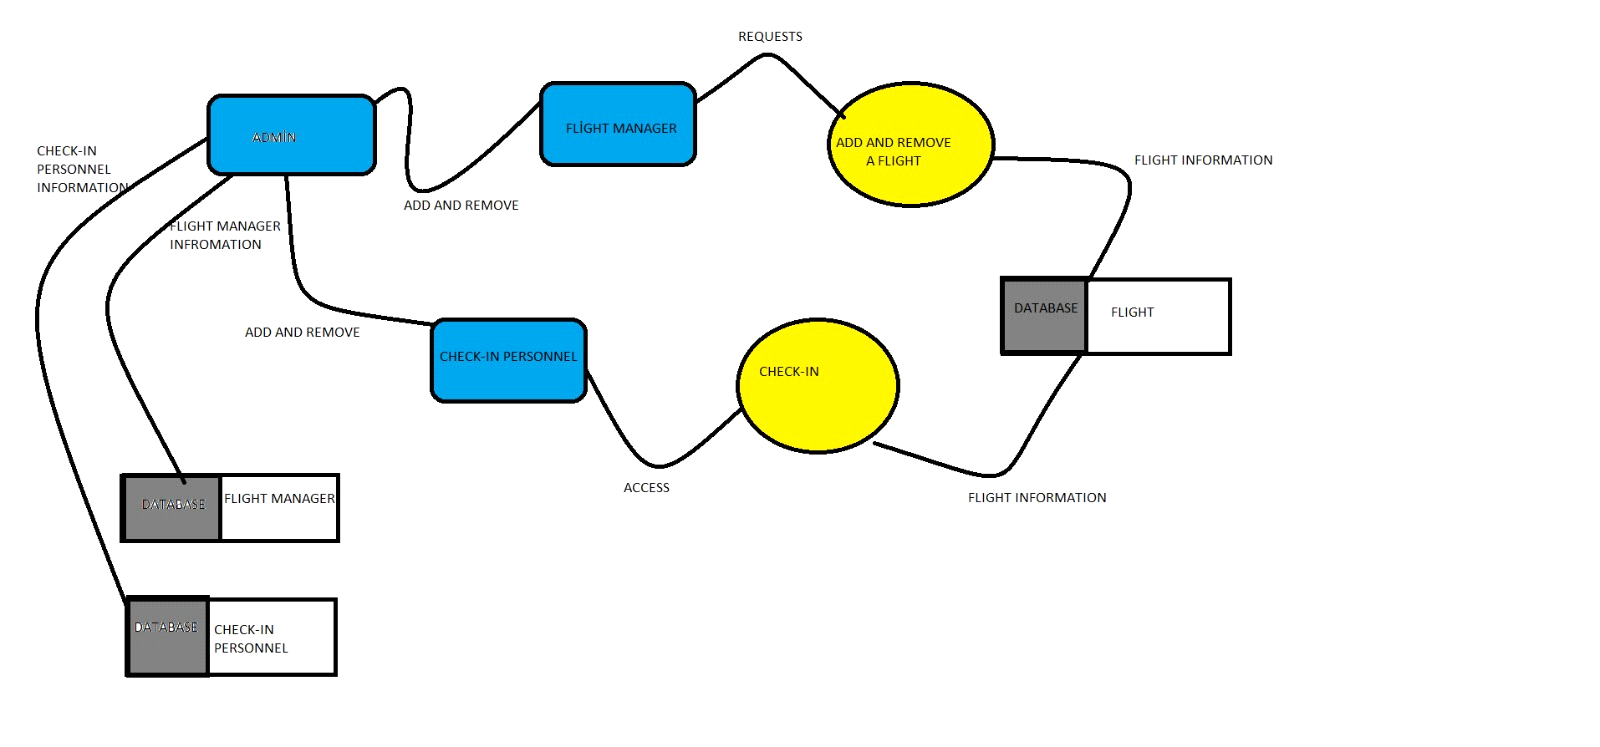 REQUESTS
ADMİN
FLİGHT MANAGER
ADD AND REMOVE
A FLIGHT
CHECK-IN
PERSONNEL
INFORMATION
FLIGHT INFORMATION
ADD AND REMOVE
FLIGHT MANAGER
INFROMATION
DATABASE
FLIGHT
ADD AND REMOVE
CHECK-IN PERSONNEL
CHECK-IN
ACCESS
FLIGHT INFORMATION
DATABASE
FLIGHT MANAGER
DATABASE
CHECK-IN
PERSONNEL